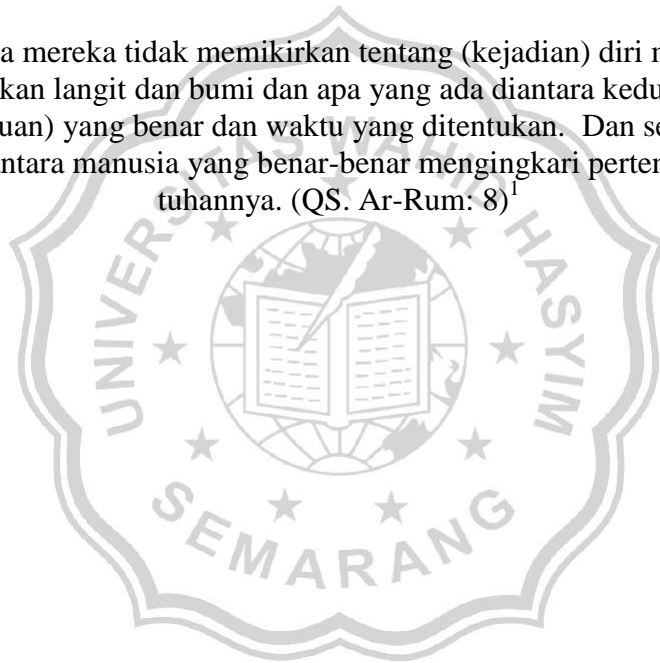 a mereka tidak memikirkan tentang (kejadian) diri
kan langit dan bumi dan apa yang ada diantara kedu
uan) yang benar dan waktu yang ditentukan. Dan se
ntara manusia yang benar-benar mengingkari perten
tuhannya. (QS. Ar-Rum: 8)1
UNIVERSITAS WAHID HASYIM
SEMARANG